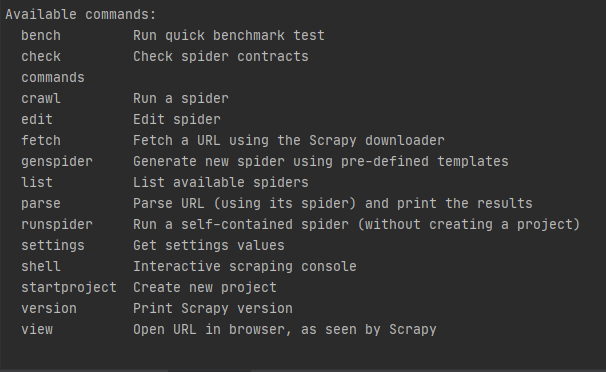 Available commands:
  bench         Run quick benchmark test
  check         Check spider contracts
  commands
  crawl         Run a spider
  edit          Edit spider
  fetch         Fetch a URL using the Scrapy downloader
  genspider     Generate new spider using pre-defined templates
  list          List available spiders
  parse         Parse URL (using its spider) and print the results
  runspider     Run a self-contained spider (without creating a project)
  settings      Get settings values
  shell         Interactive scraping console
  startproject  Create new project
  version       Print Scrapy version
  view          Open URL in browser, as seen by Scrapy